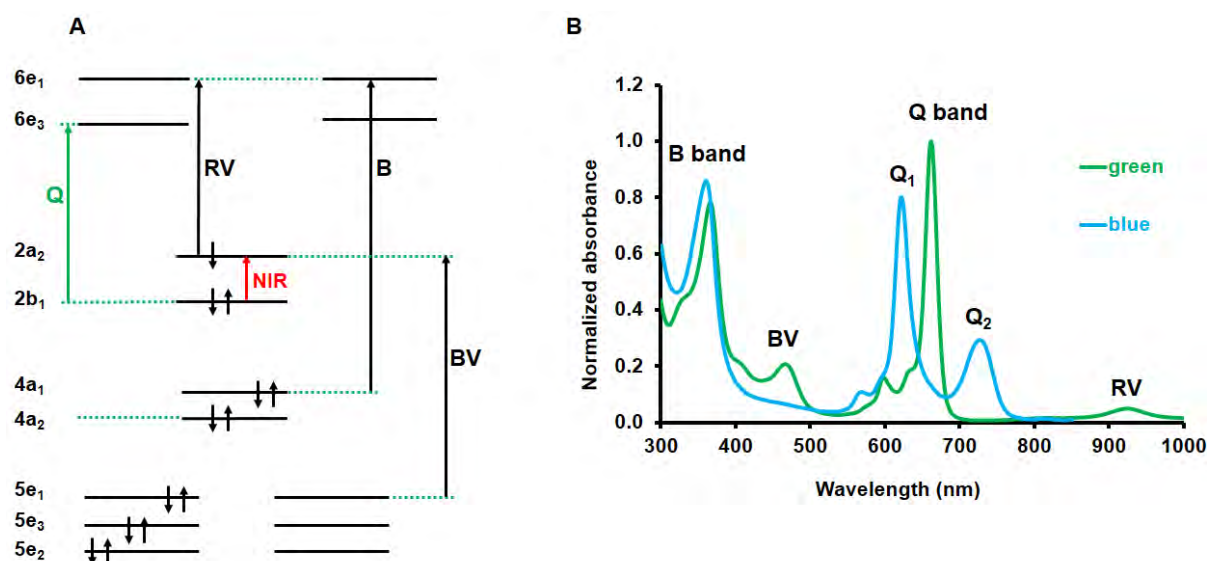 A
6e₁
6e₃
RV
B
Q
2a₂
NIR
2b₁
BV
4a₁
4a₂
5e₁
5e₃
5e₂
B
1.2
1.0
0.8
0.6
0.4
0.2
0.0
Normalized absorbance
B band
Q band
Q₁
green
blue
BV
Q₂
RV
300 400 500 600 700 800 900 1000
Wavelength (nm)